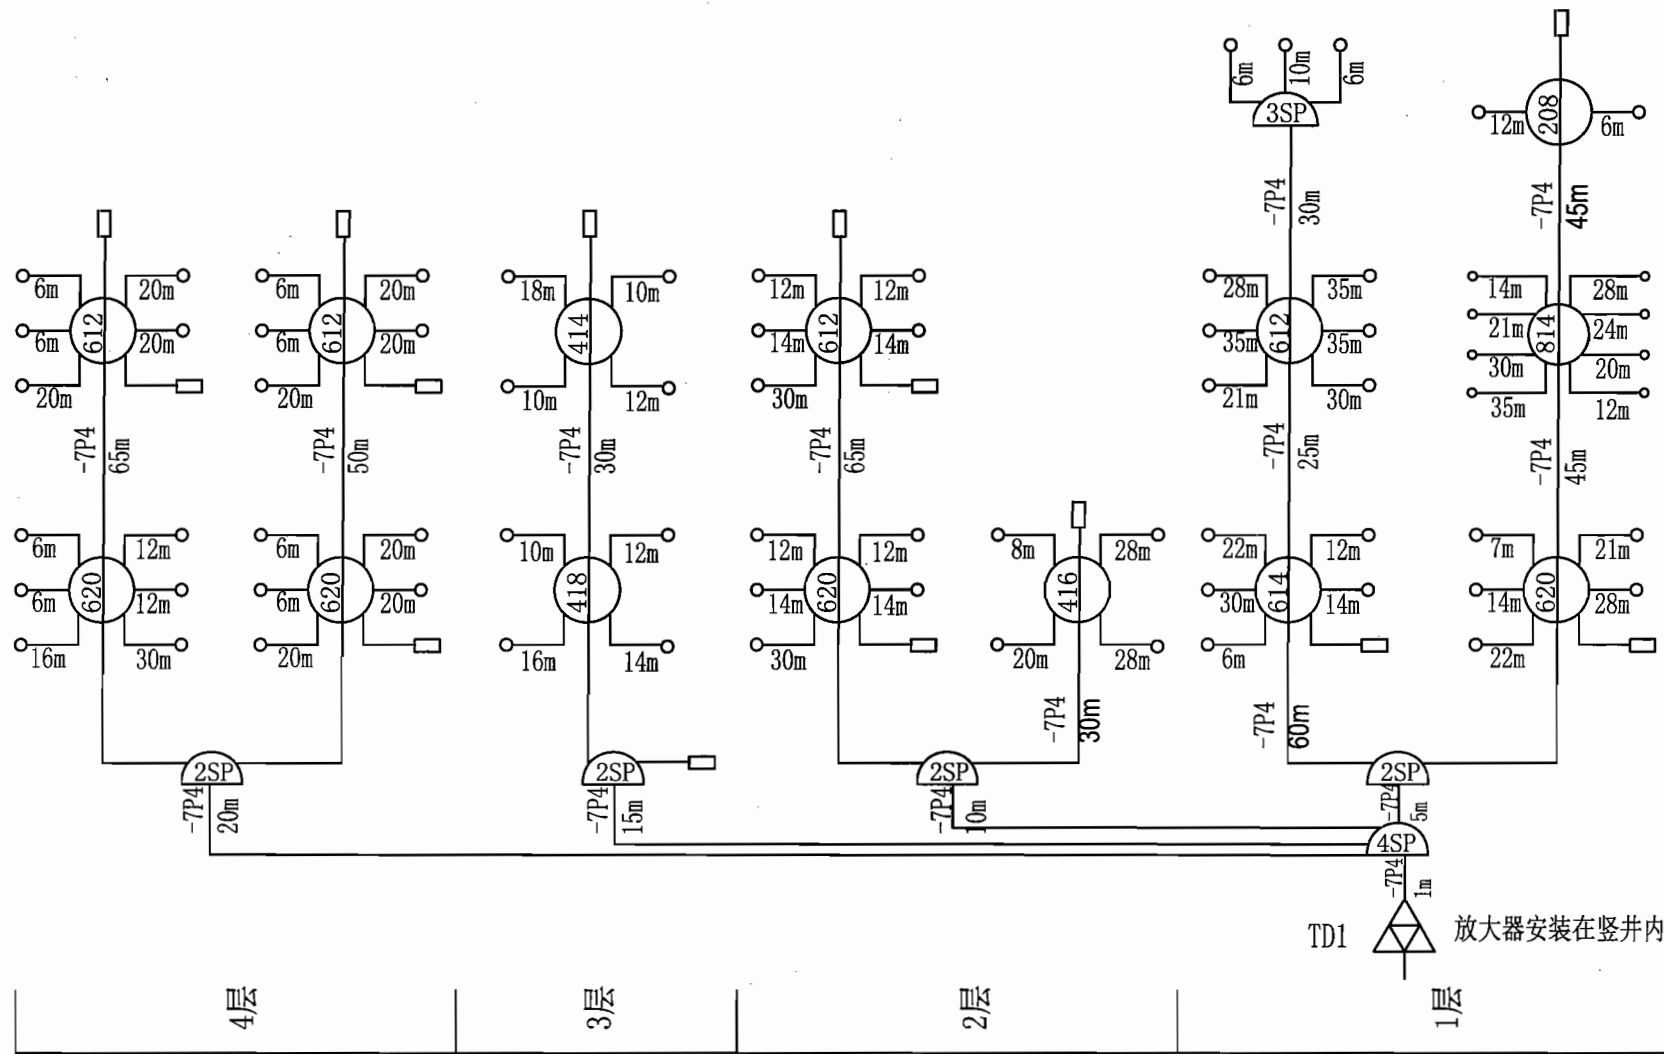 6m
10m
6m
3SP
12m
208
6m
-7P4
30m
-7P4
45m
6m
20m
6m
20m
18m
10m
12m
12m
28m
35m
14m
28m
6m
612
20m
6m
612
20m
414
14m
612
14m
35m
612
35m
21m
814
24m
30m
20m
20m
20m
10m
12m
30m
21m
30m
35m
12m
-7P4
65m
-7P4
50m
-7P4
30m
-7P4
65m
-7P4
25m
-7P4
45m
6m
12m
6m
20m
10m
12m
12m
12m
8m
28m
22m
12m
7m
21m
6m
620
12m
6m
620
20m
418
14m
620
14m
416
30m
614
14m
14m
620
28m
16m
30m
20m
16m
14m
30m
20m
28m
6m
22m
-7P4
30m
-7P4
60m
2SP
2SP
2SP
2SP
-7P4
20m
-7P4
15m
-7P4
10m
-7P4
5m
4SP
-7P4
1m
TD1
放大器安装在竖井内
4层
3层
2层
1层